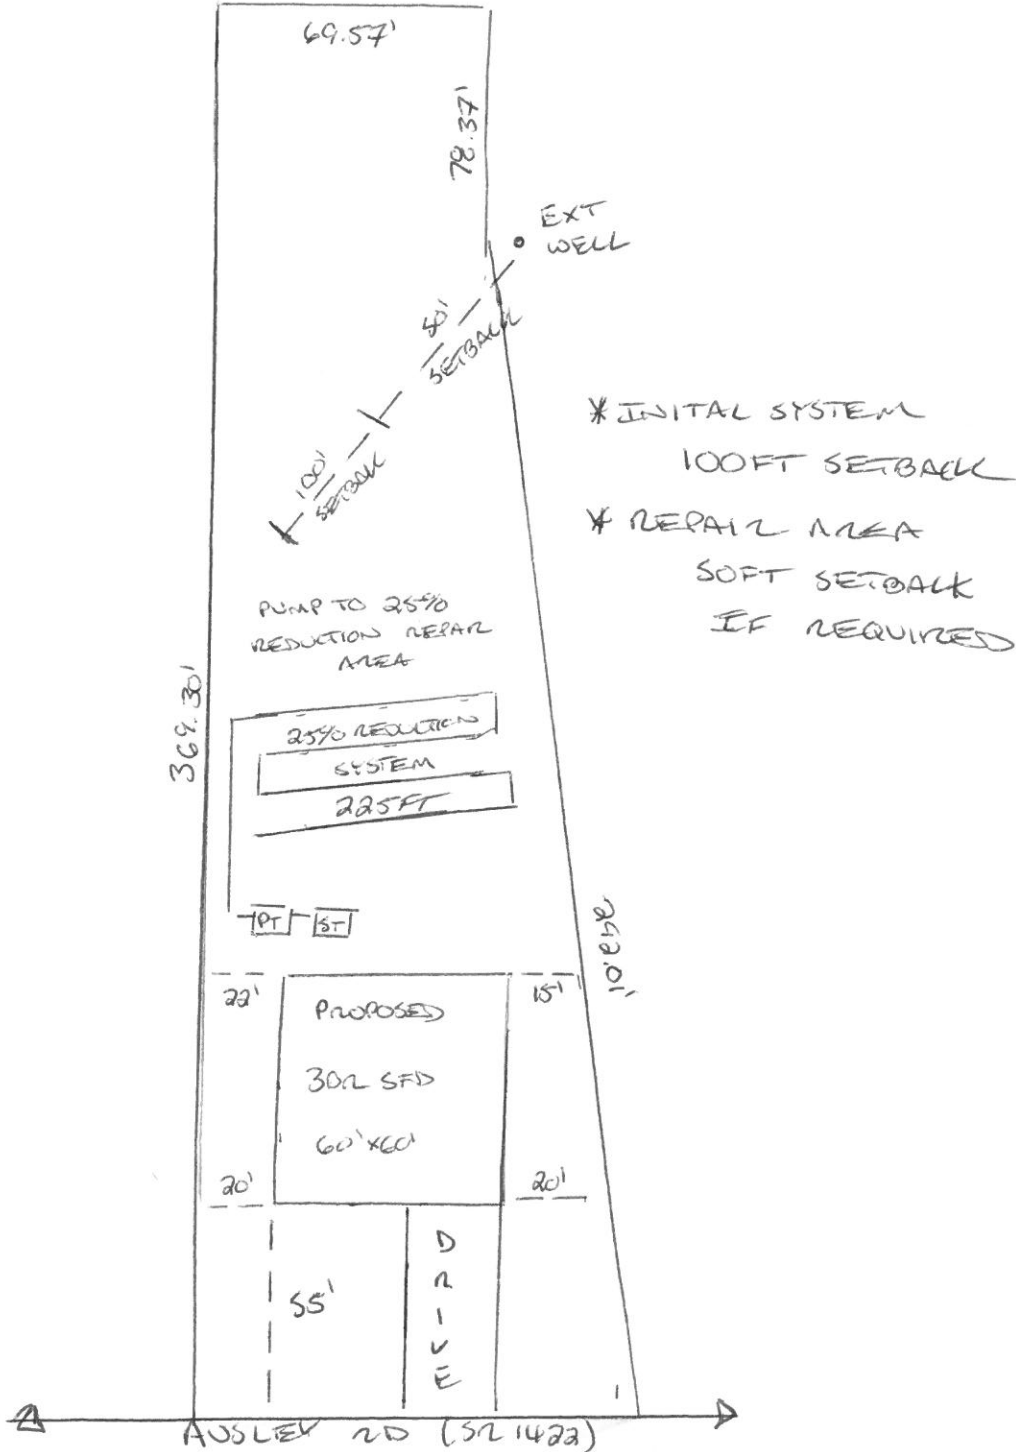 69.57'
78.37'
EXT
WELL
50'
SETBACK
100'
SETBACK
* INITAL SYSTEM
100FT SETBACK
* REPAIR AREA
50FT SETBACK
IF REQUIRED
PUMP TO 25%
REDUCTION REPAIR
AREA
369.30'
25% REDUCTION
SYSTEM
225FT
PT
ST
22'
15'
PROPOSED
3BR SFD
60'X60'
20'
20'
55'
DRIVE
AUSLEY RD (SR 1422)